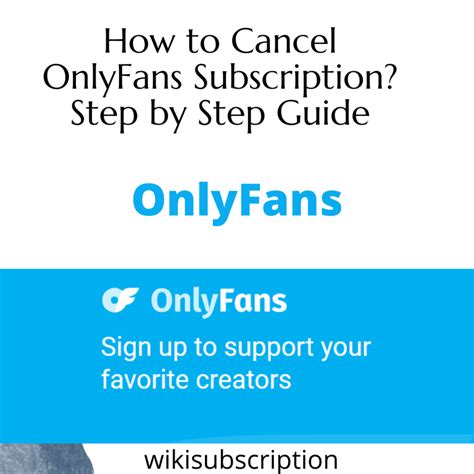 How to Cancel
OnlyFans Subscription?
Step by Step Guide
OnlyFans
OnlyFans
Sign up to support your
favorite creators
wikisubscription